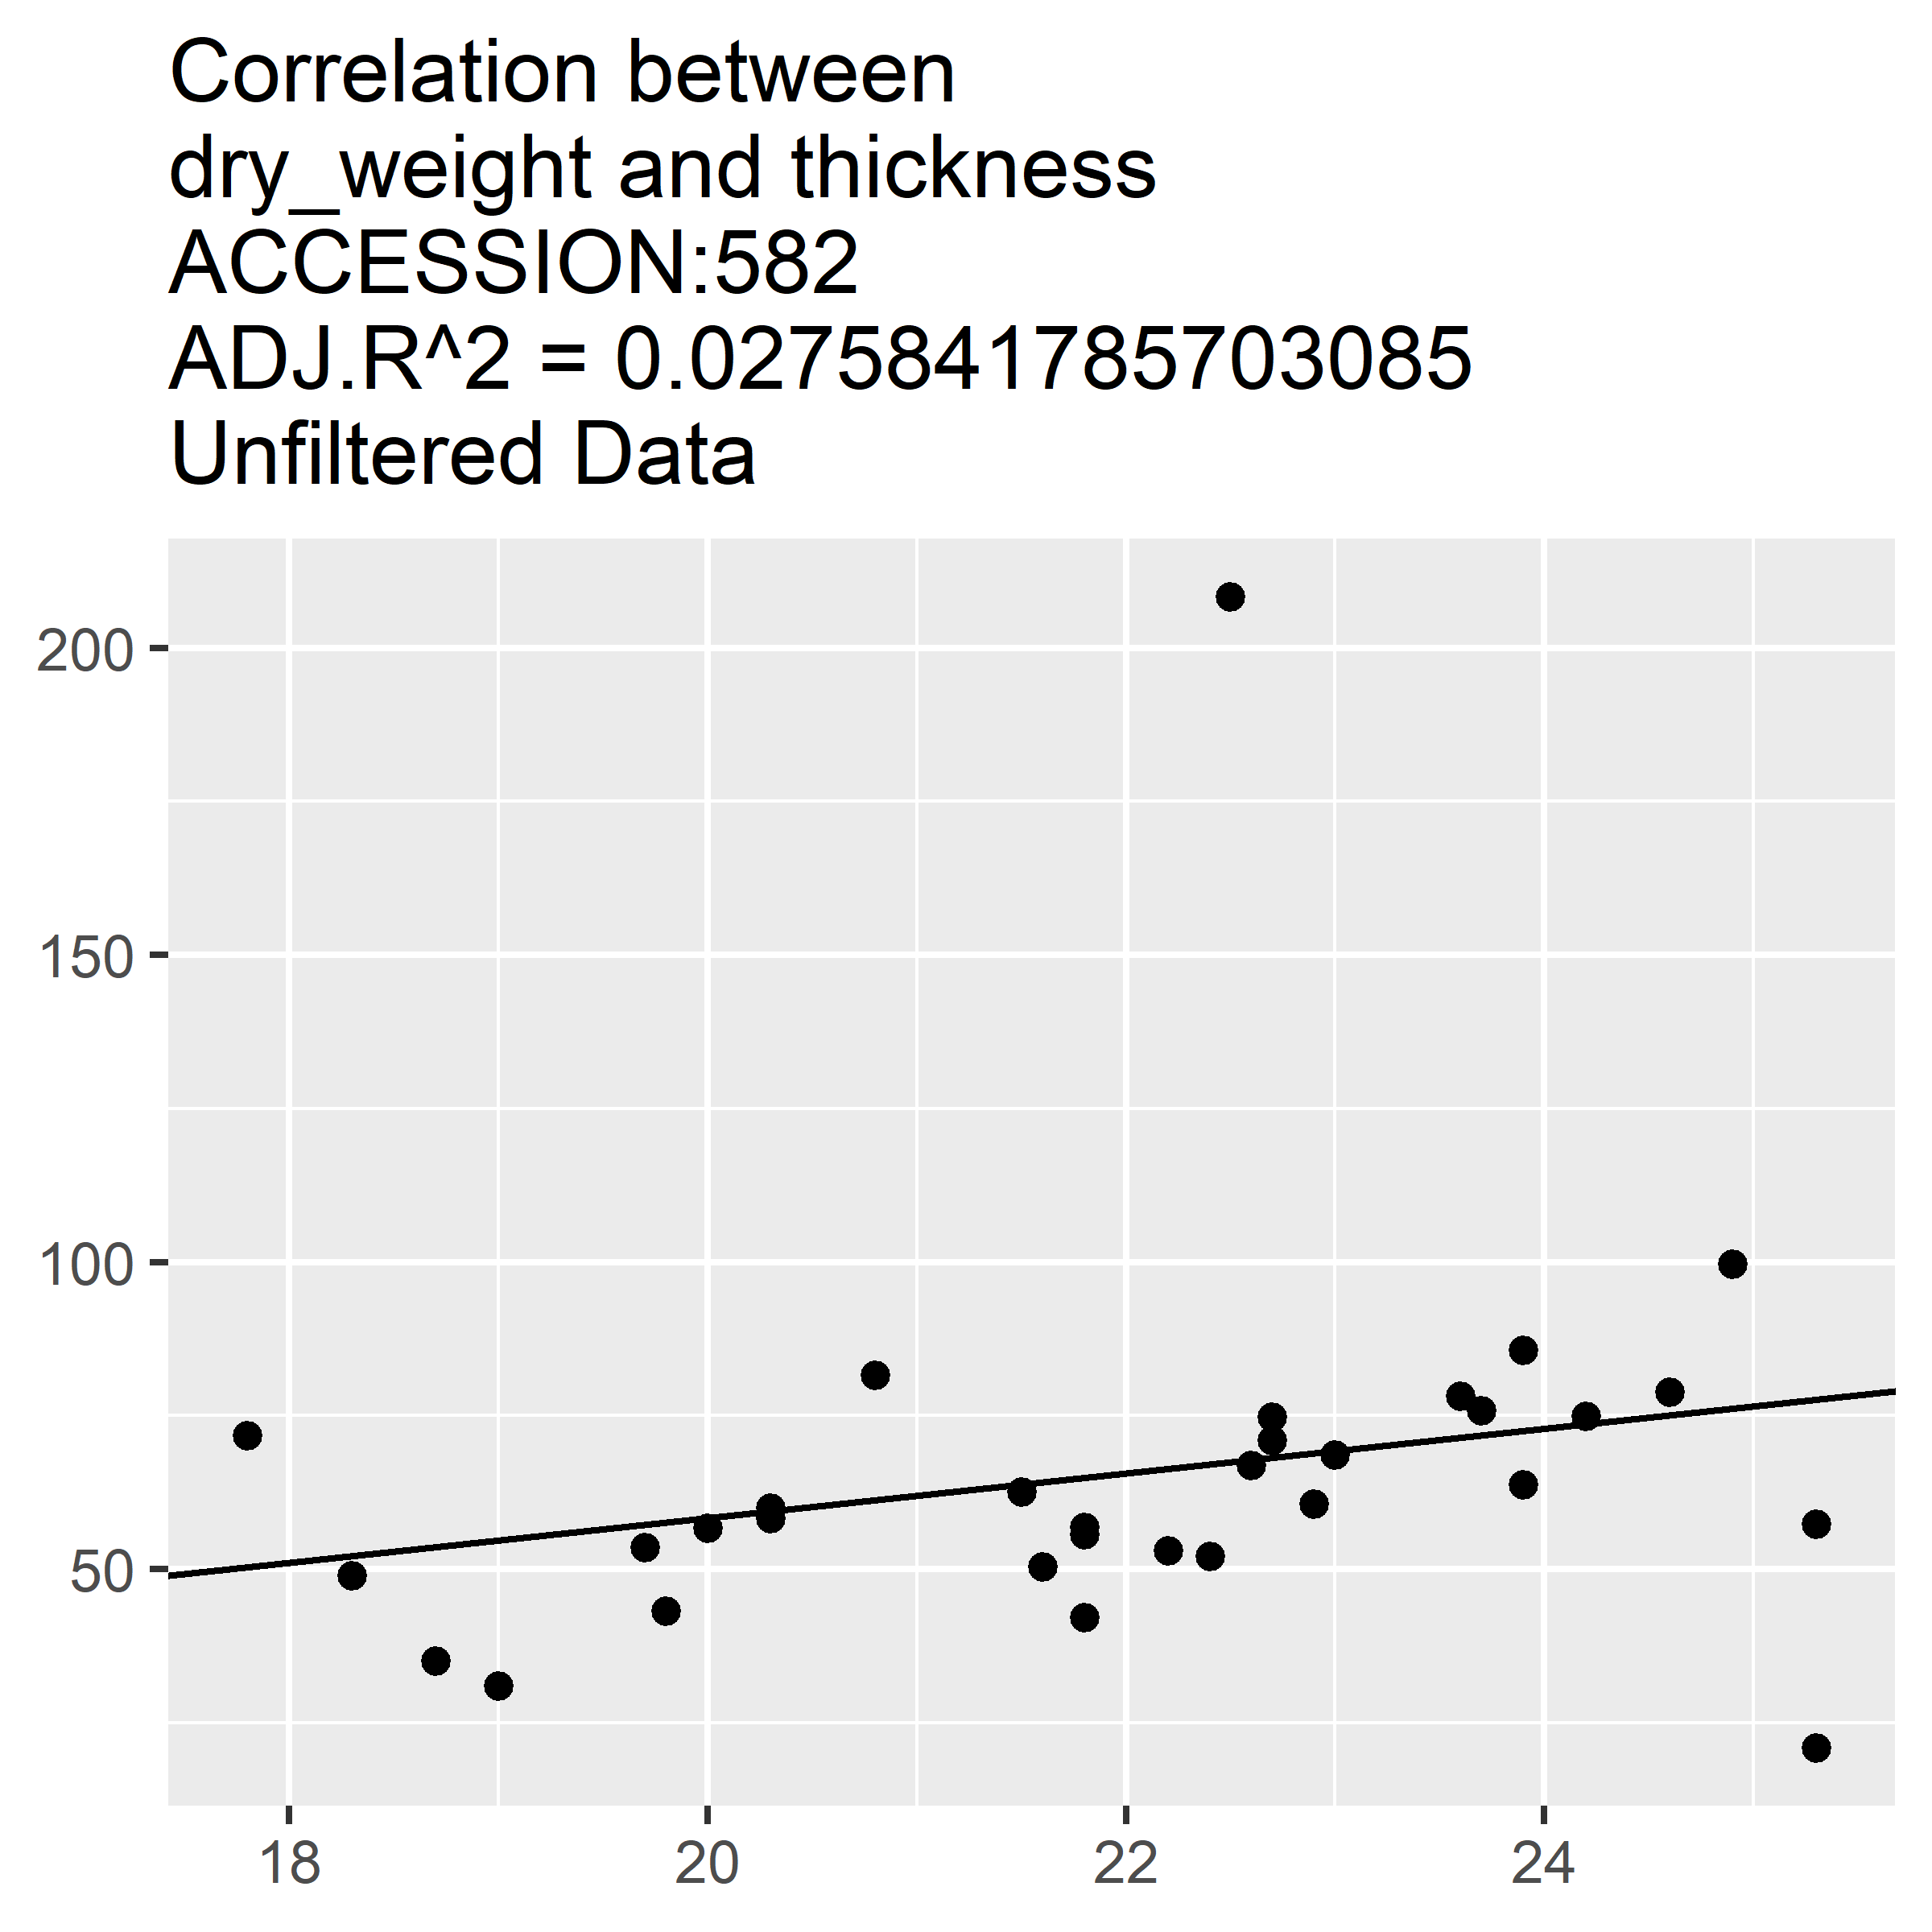 Correlation between
dry_weight and thickness
ACCESSION:582
ADJ.R^2 = 0.0275841785703085
Unfiltered Data
200
150
100
50
18 20 22 24